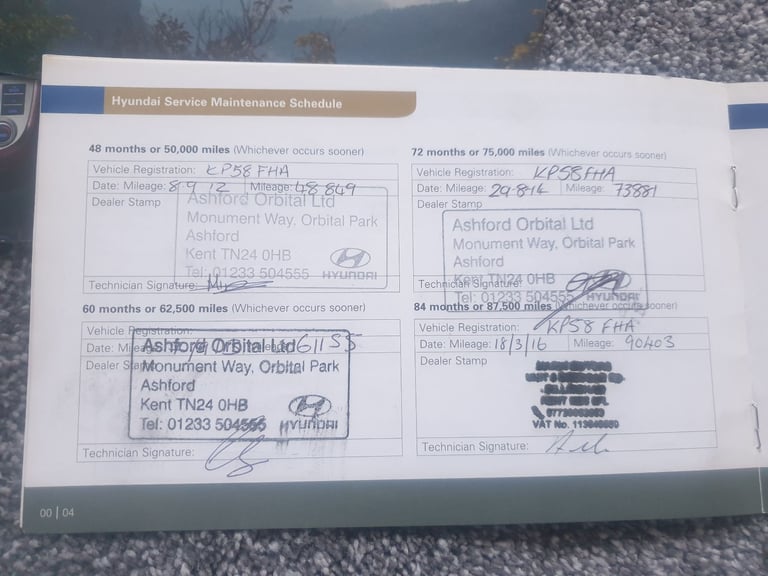 Hyundai Service Maintenance Schedule
48 months or 50,000 miles (Whichever occurs sooner)
Vehicle Registration: KP58 FHA
Date: Mileage: 8 9 12 Mileage: 48849
Dealer Stamp
Ashford Orbital Ltd
Monument Way, Orbital Park
Ashford
Kent TN24 0HB
Tel: 01233 504555 HYUNDAI
Technician Signature:
60 months or 62,500 miles (Whichever occurs sooner)
Vehicle Registration:
Date: Mileage: 61155
Dealer Stamp
Ashford Orbital Ltd
Monument Way, Orbital Park
Ashford
Kent TN24 0HB
Tel: 01233 504555 HYUNDAI
Technician Signature:
72 months or 75,000 miles (Whichever occurs sooner)
Vehicle Registration: KP58FHA
Date: Mileage: 29.8.14 Mileage: 73881
Dealer Stamp
Ashford Orbital Ltd
Monument Way, Orbital Park
Ashford
Kent TN24 0HB
Tel: 01233 504555 HYUNDAI
Technician Signature:
84 months or 87,500 miles (Whichever occurs sooner)
Vehicle Registration: KP58 FHA
Date: Mileage: 18/3/16 Mileage: 90403
Dealer Stamp
VAT No.
Technician Signature:
00 | 04